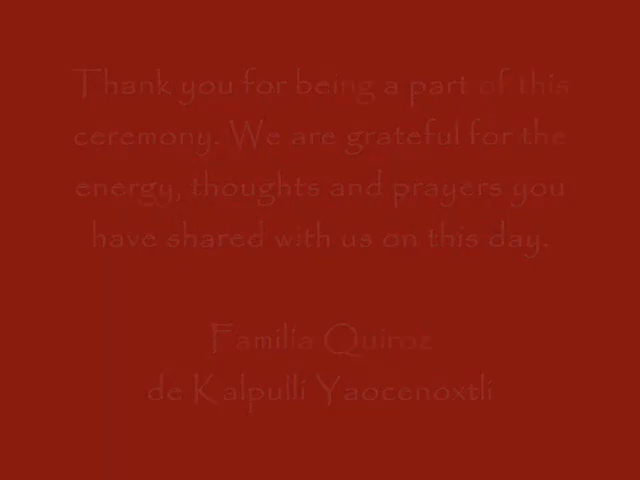 Thank you for being a part of this
ceremony. We are grateful for the
energy, thoughts and prayers you
have shared with us on this day.
Familia Quiroz
de Kalpulli Yaocenoxtli